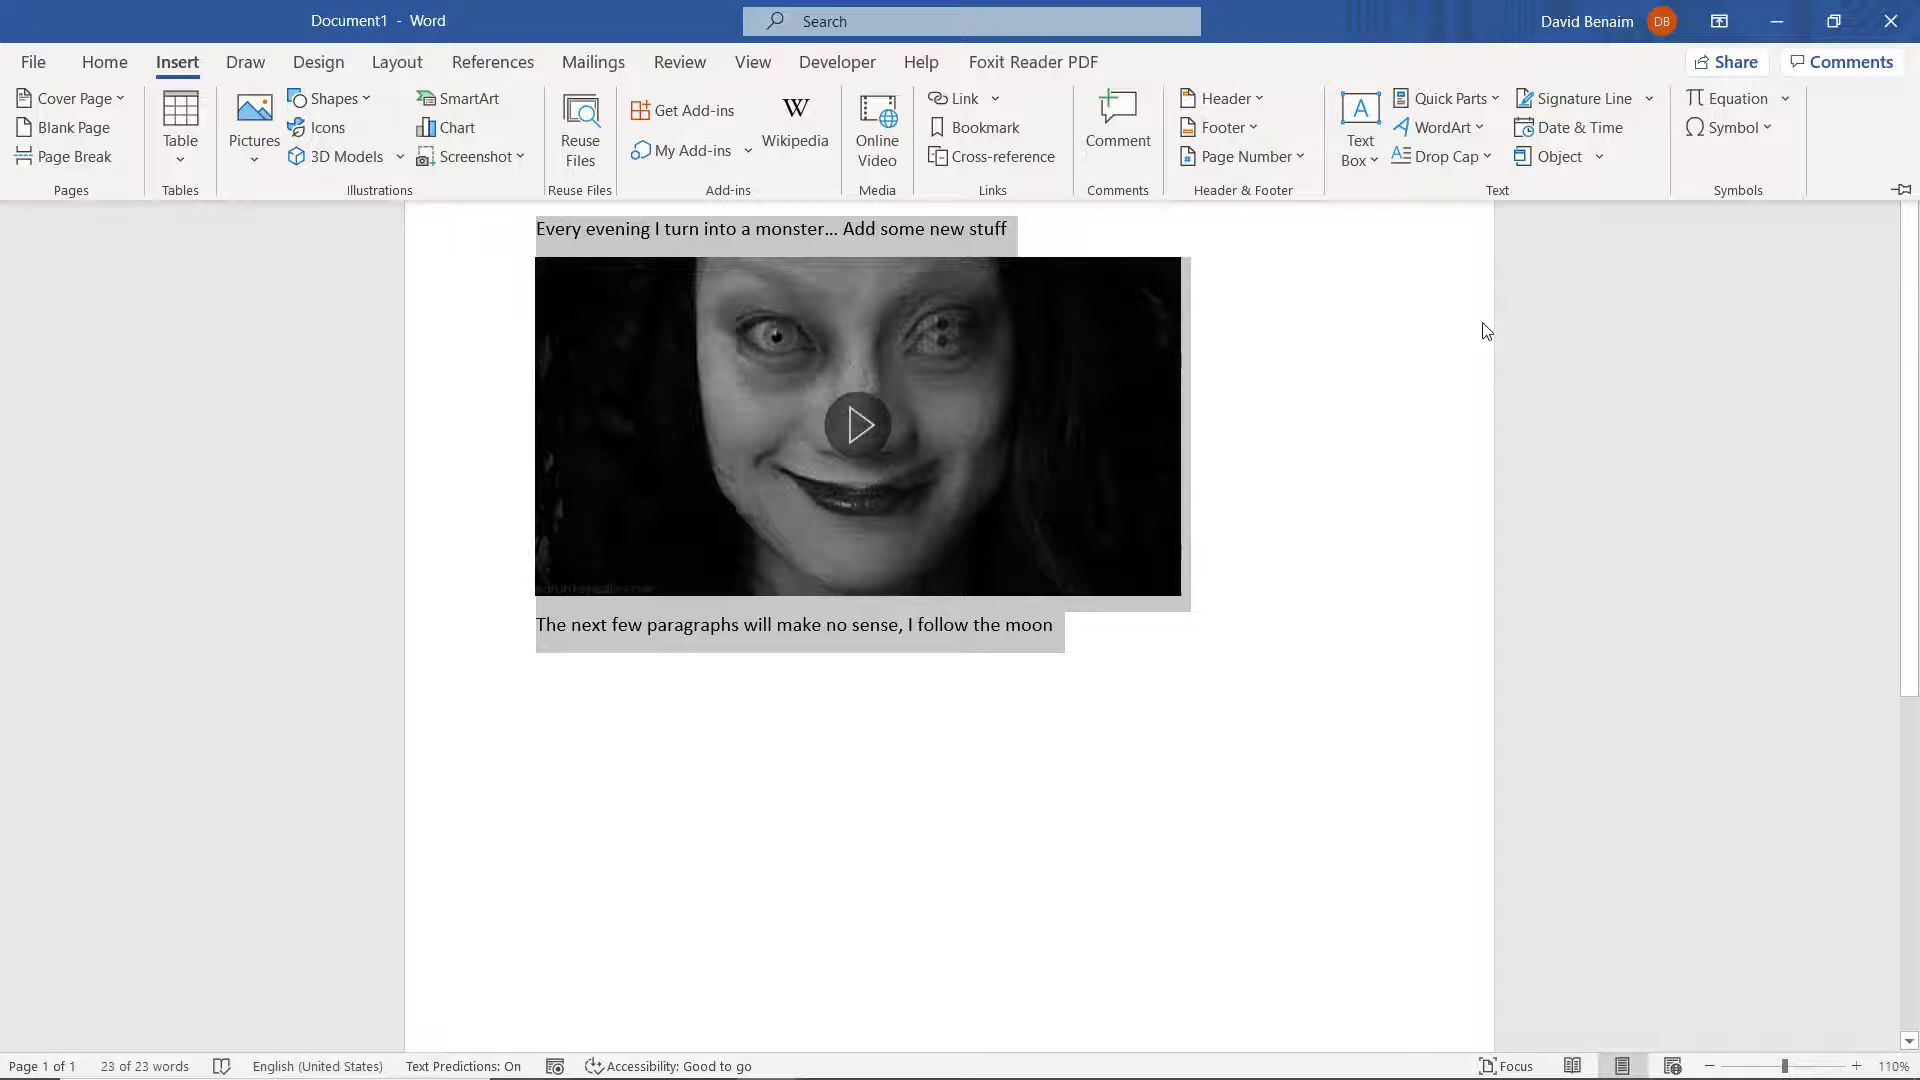 Document1 - Word
Search
David Benaim DB
File Home Insert Draw Design Layout References Mailings Review View Developer Help Foxit Reader PDF Share Comments
Cover Page
Blank Page
Page Break
Pages
Table
Tables
Pictures
Shapes
Icons
3D Models
SmartArt
Chart
Screenshot
Illustrations
Reuse
Files
Reuse Files
Get Add-ins
My Add-ins
W
Wikipedia
Add-ins
Online
Video
Media
Link
Bookmark
Cross-reference
Links
Comment
Comments
Header
Footer
Page Number
Header & Footer
A
Text
Box
Quick Parts
WordArt
Drop Cap
Signature Line
Date & Time
Object
Text
Equation
Symbol
Symbols
Every evening I turn into a monster... Add some new stuff
The next few paragraphs will make no sense, I follow the moon
Page 1 of 1 23 of 23 words English (United States) Text Predictions: On Accessibility: Good to go Focus 110%